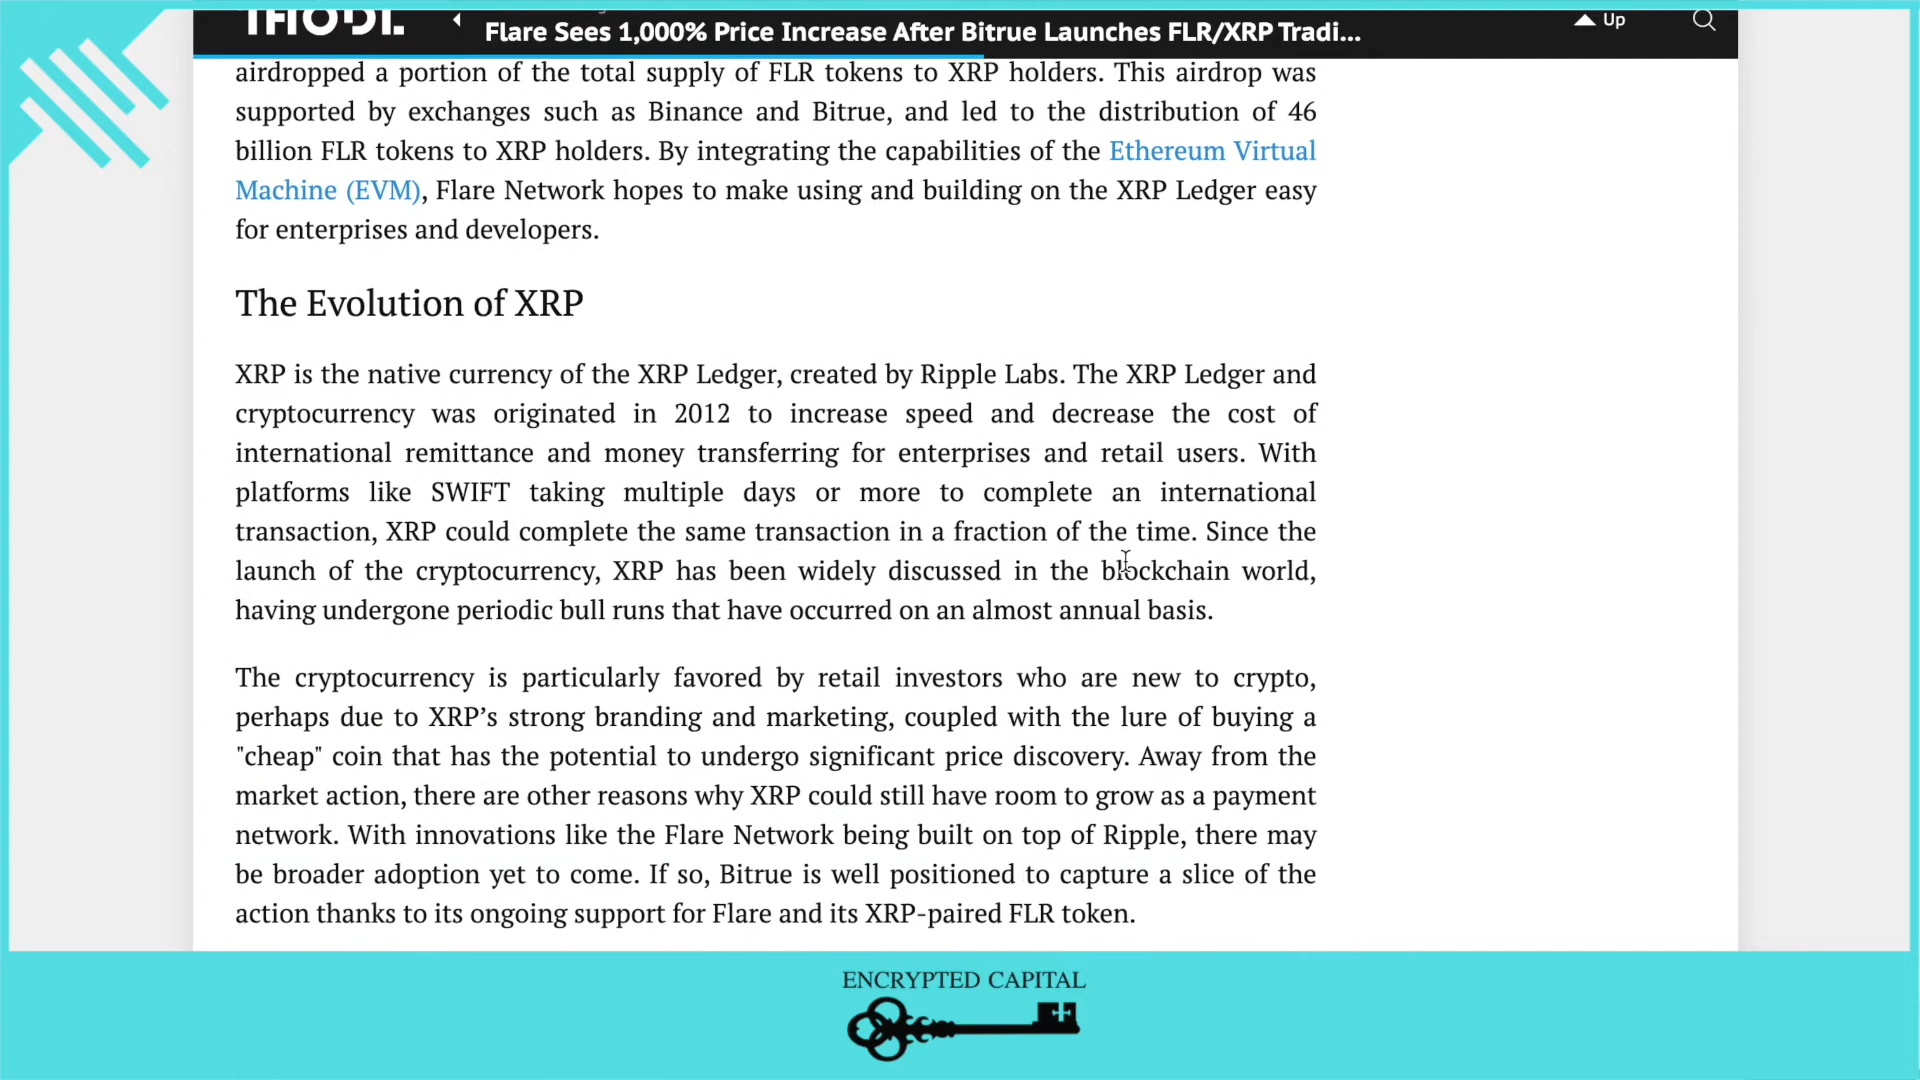 Flare Sees 1,000% Price Increase After Bitrue Launches FLR/XRP Tradi...
Up
airdropped a portion of the total supply of FLR tokens to XRP holders. This airdrop was
supported by exchanges such as Binance and Bitrue, and led to the distribution of 46
billion FLR tokens to XRP holders. By integrating the capabilities of the Ethereum Virtual
Machine (EVM), Flare Network hopes to make using and building on the XRP Ledger easy
for enterprises and developers.
The Evolution of XRP
XRP is the native currency of the XRP Ledger, created by Ripple Labs. The XRP Ledger and
cryptocurrency was originated in 2012 to increase speed and decrease the cost of
international remittance and money transferring for enterprises and retail users. With
platforms like SWIFT taking multiple days or more to complete an international
transaction, XRP could complete the same transaction in a fraction of the time. Since the
launch of the cryptocurrency, XRP has been widely discussed in the blockchain world,
having undergone periodic bull runs that have occurred on an almost annual basis.
The cryptocurrency is particularly favored by retail investors who are new to crypto,
perhaps due to XRP’s strong branding and marketing, coupled with the lure of buying a
"cheap" coin that has the potential to undergo significant price discovery. Away from the
market action, there are other reasons why XRP could still have room to grow as a payment
network. With innovations like the Flare Network being built on top of Ripple, there may
be broader adoption yet to come. If so, Bitrue is well positioned to capture a slice of the
action thanks to its ongoing support for Flare and its XRP-paired FLR token.
ENCRYPTED CAPITAL